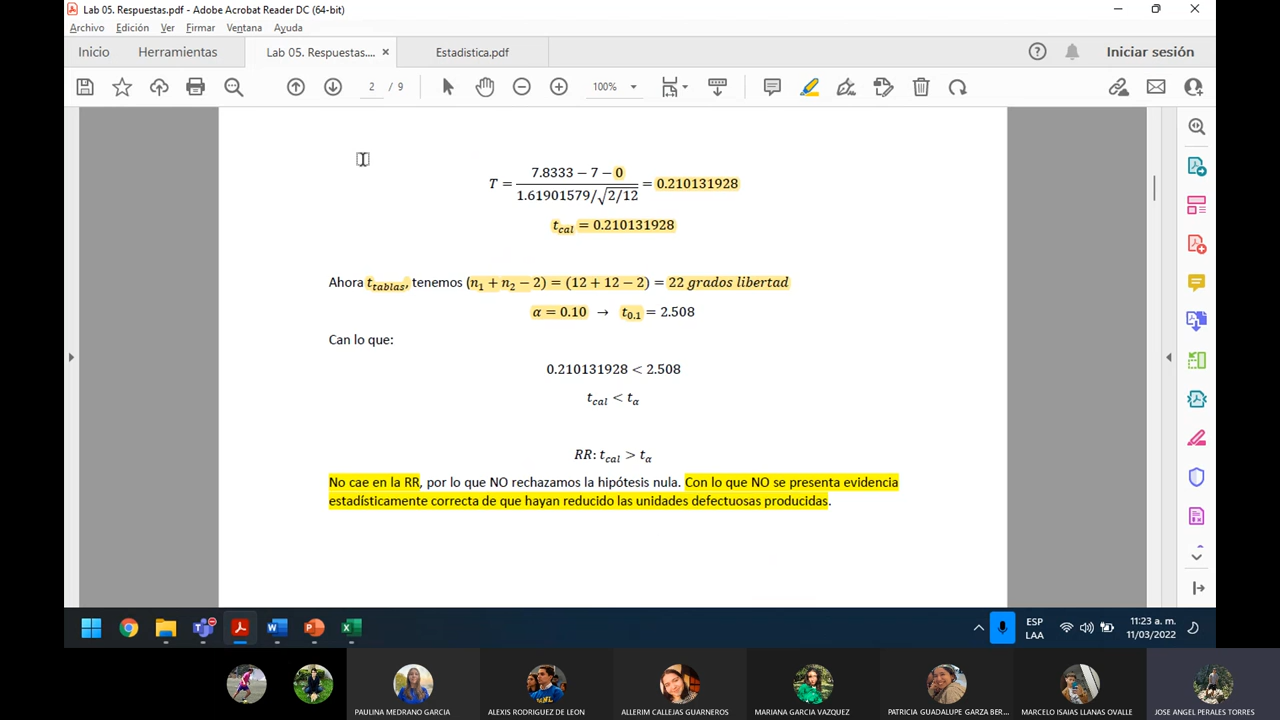 Lab 05. Respuestas.pdf - Adobe Acrobat Reader DC (64-bit)
Archivo Edición Ver Firmar Ventana Ayuda
Inicio Herramientas Lab 05. Respuestas.... × Estadistica.pdf Iniciar sesión
2 / 9 100%
T = (7.8333 − 7 − 0) / (1.61901579/√2/12) = 0.210131928
t_cal = 0.210131928
Ahora t_tablas, tenemos (n₁ + n₂ − 2) = (12 + 12 − 2) = 22 grados libertad
α = 0.10 → t_0.1 = 2.508
Can lo que:
0.210131928 < 2.508
t_cal < t_α
RR: t_cal > t_α
No cae en la RR, por lo que NO rechazamos la hipótesis nula. Con lo que NO se presenta evidencia
estadísticamente correcta de que hayan reducido las unidades defectuosas producidas.
ESP
LAA
11:23 a. m.
11/03/2022
PAULINA MEDRANO GARCIA ALEXIS RODRIGUEZ DE LEON ALLERIM CALLEJAS GUARNEROS MARIANA GARCIA VAZQUEZ PATRICIA GUADALUPE GARZA BER... MARCELO ISAIAS LLANAS OVALLE JOSE ANGEL PERALES TORRES